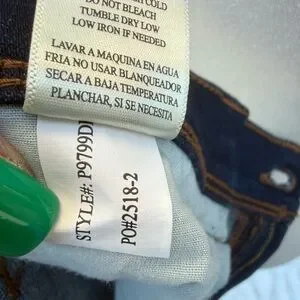 COLD
DO NOT BLEACH
TUMBLE DRY LOW
LOW IRON IF NEEDED
LAVAR A MAQUINA EN AGUA
FRIA NO USAR BLANQUEADOR
SECAR A BAJA TEMPERATURA
PLANCHAR, SI SE NECESITA
STYLE#: P9799D
PO#2518-2